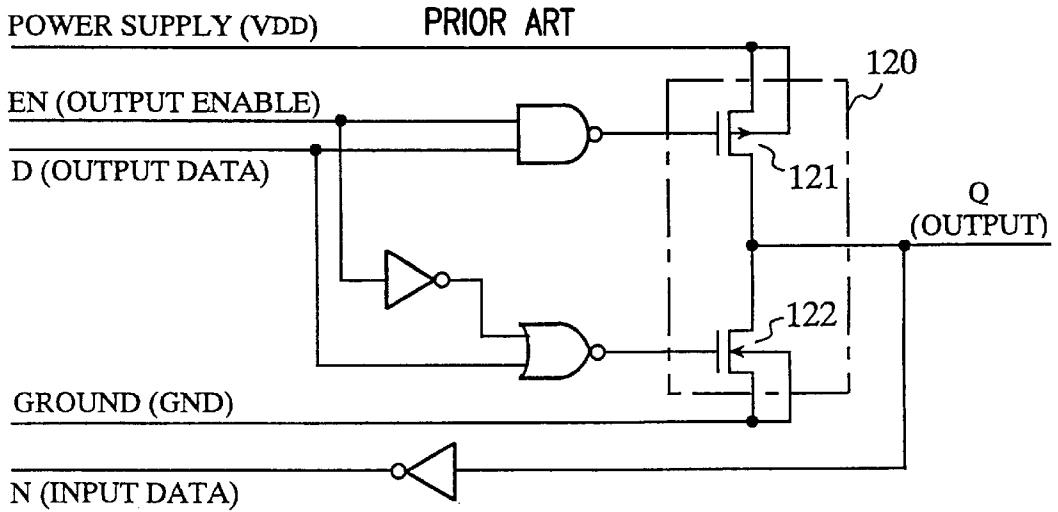 POWER SUPPLY (VDD)
PRIOR ART
120
EN (OUTPUT ENABLE)
D (OUTPUT DATA)
121
Q
(OUTPUT)
122
GROUND (GND)
N (INPUT DATA)